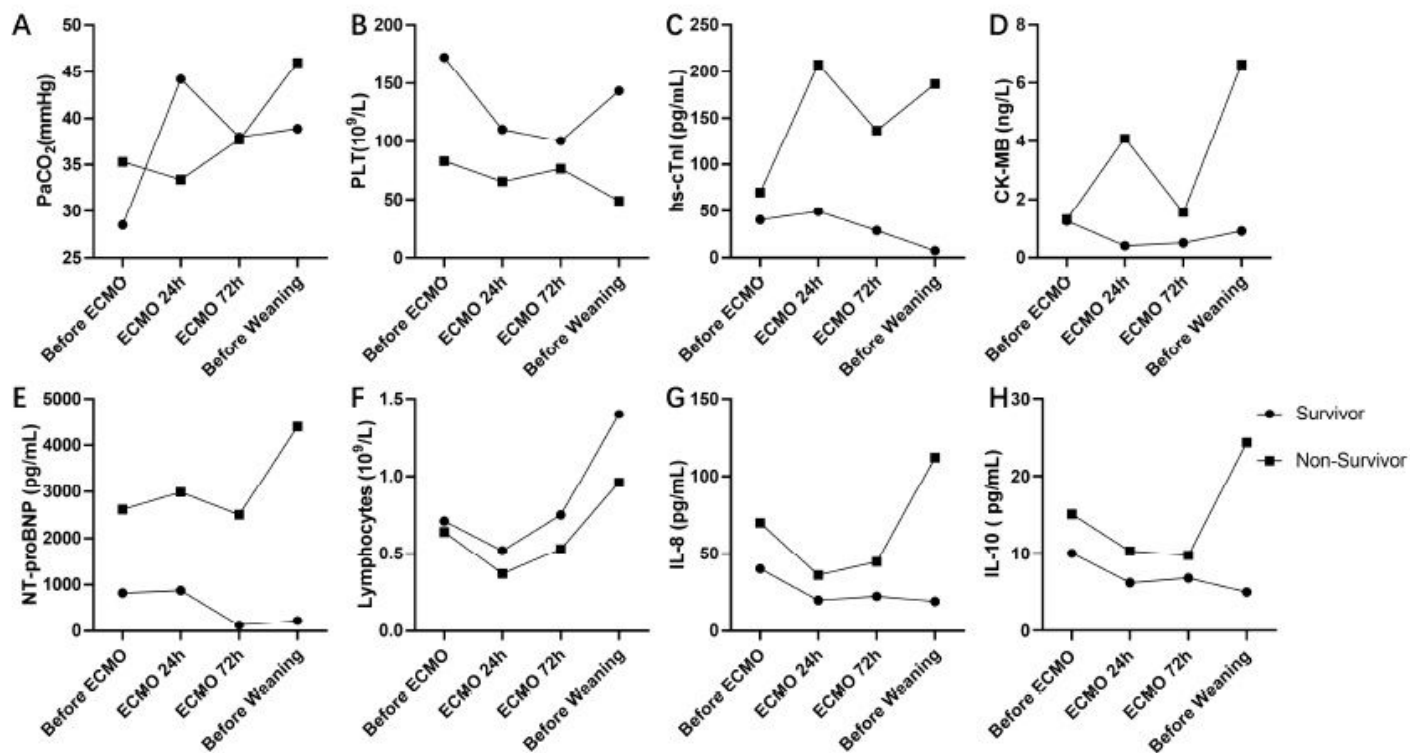 A
PaCO2(mmHg)
50
45
40
35
30
25
Before ECMO
ECMO 24h
ECMO 72h
Before Weaning
B
PLT(10^9/L)
200
150
100
50
0
Before ECMO
ECMO 24h
ECMO 72h
Before Weaning
C
hs-cTnI (pg/mL)
250
200
150
100
50
0
Before ECMO
ECMO 24h
ECMO 72h
Before Weaning
D
CK-MB (ng/L)
8
6
4
2
0
Before ECMO
ECMO 24h
ECMO 72h
Before Weaning
E
NT-proBNP (pg/mL)
5000
4000
3000
2000
1000
0
Before ECMO
ECMO 24h
ECMO 72h
Before Weaning
F
Lymphocytes (10^9/L)
1.5
1.0
0.5
0.0
Before ECMO
ECMO 24h
ECMO 72h
Before Weaning
G
IL-8 (pg/mL)
150
100
50
0
Before ECMO
ECMO 24h
ECMO 72h
Before Weaning
H
IL-10 ( pg/mL)
30
20
10
0
Before ECMO
ECMO 24h
ECMO 72h
Before Weaning
Survivor
Non-Survivor